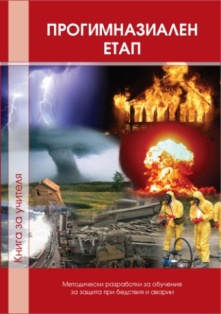 ПРОГИМНАЗИАЛЕН
ЕТАП
Книга за учителя
Методически разработки за обучение
за защита при бедствия и аварии